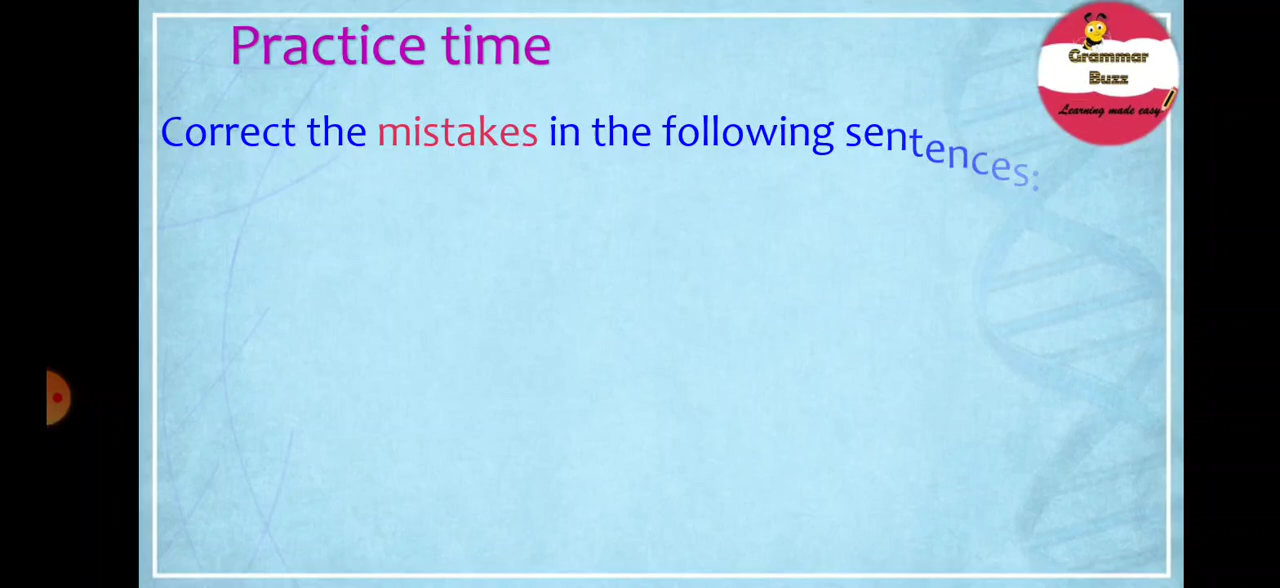 Practice time
Grammar
Buzz
Learning made easy.
Correct the mistakes in the following sentences: